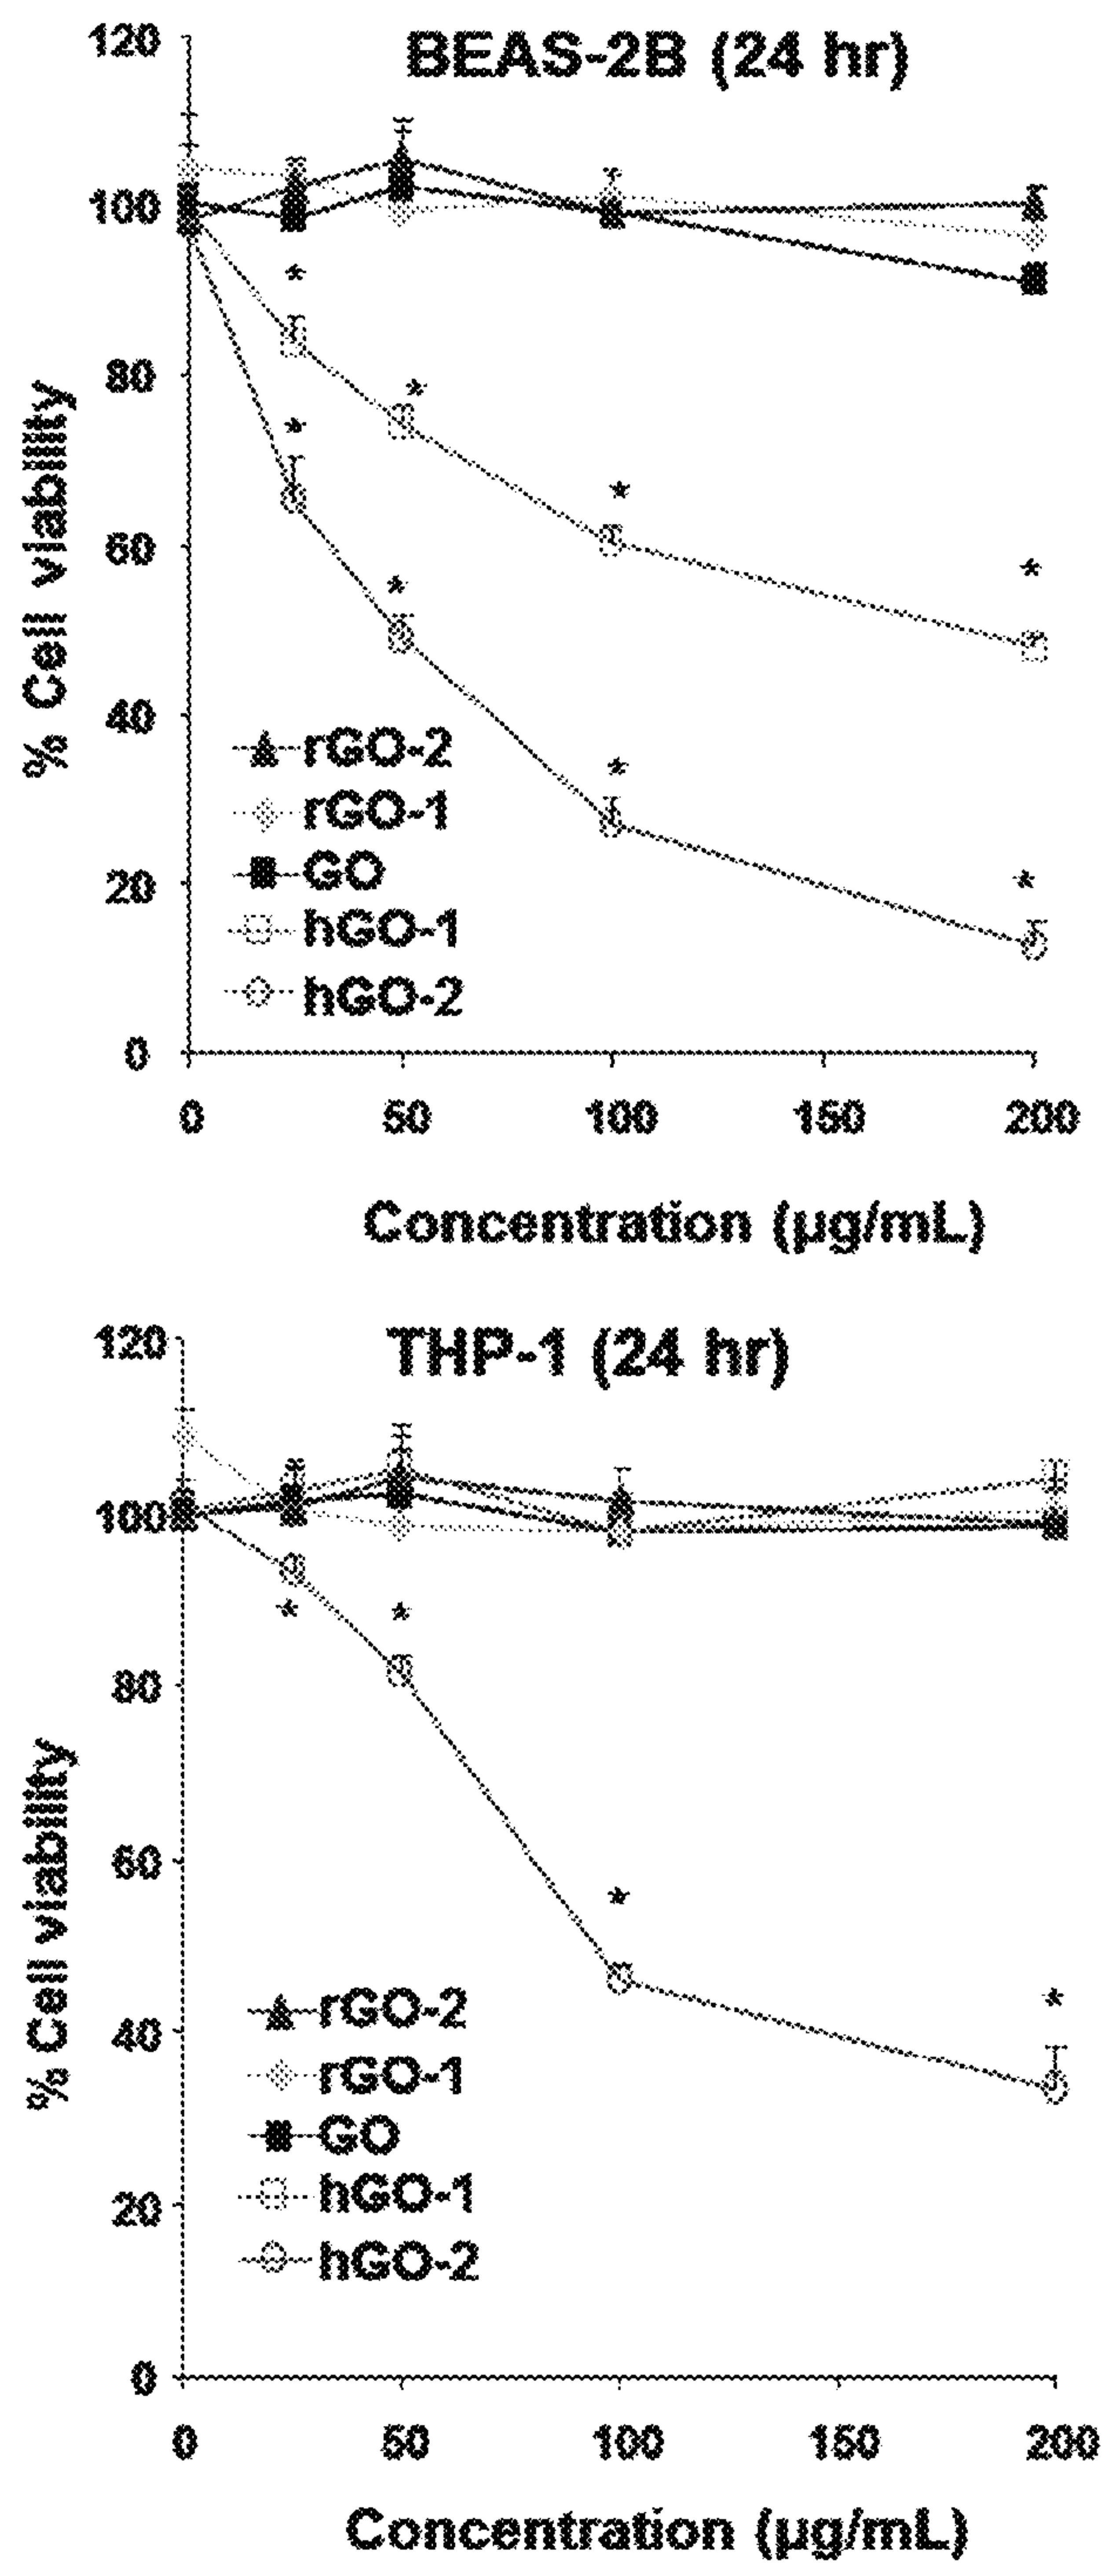 BEAS-2B (24 hr)
120
100
80
60
40
20
0
% Cell viability
rGO-2
rGO-1
GO
hGO-1
hGO-2
* * * * * * * *
0 50 100 150 200
Concentration (µg/mL)
THP-1 (24 hr)
120
100
80
60
40
20
0
% Cell viability
rGO-2
rGO-1
GO
hGO-1
hGO-2
* * * *
0 50 100 150 200
Concentration (µg/mL)